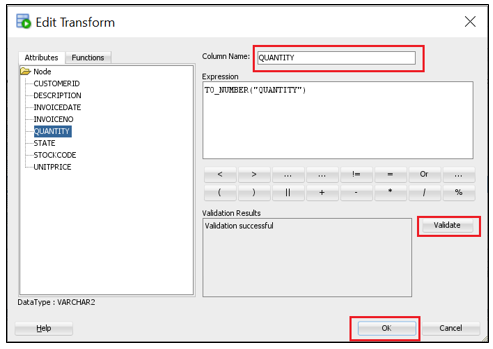 Edit Transform
Attributes Functions
Node
CUSTOMERID
DESCRIPTION
INVOICEDATE
INVOICENO
QUANTITY
STATE
STOCKCODE
UNITPRICE
DataType : VARCHAR2
Column Name: QUANTITY
Expression
TO_NUMBER("QUANTITY")
< > ... ... != = Or ...
( ) || + - * / %
Validation Results
Validation successful
Validate
Help OK Cancel